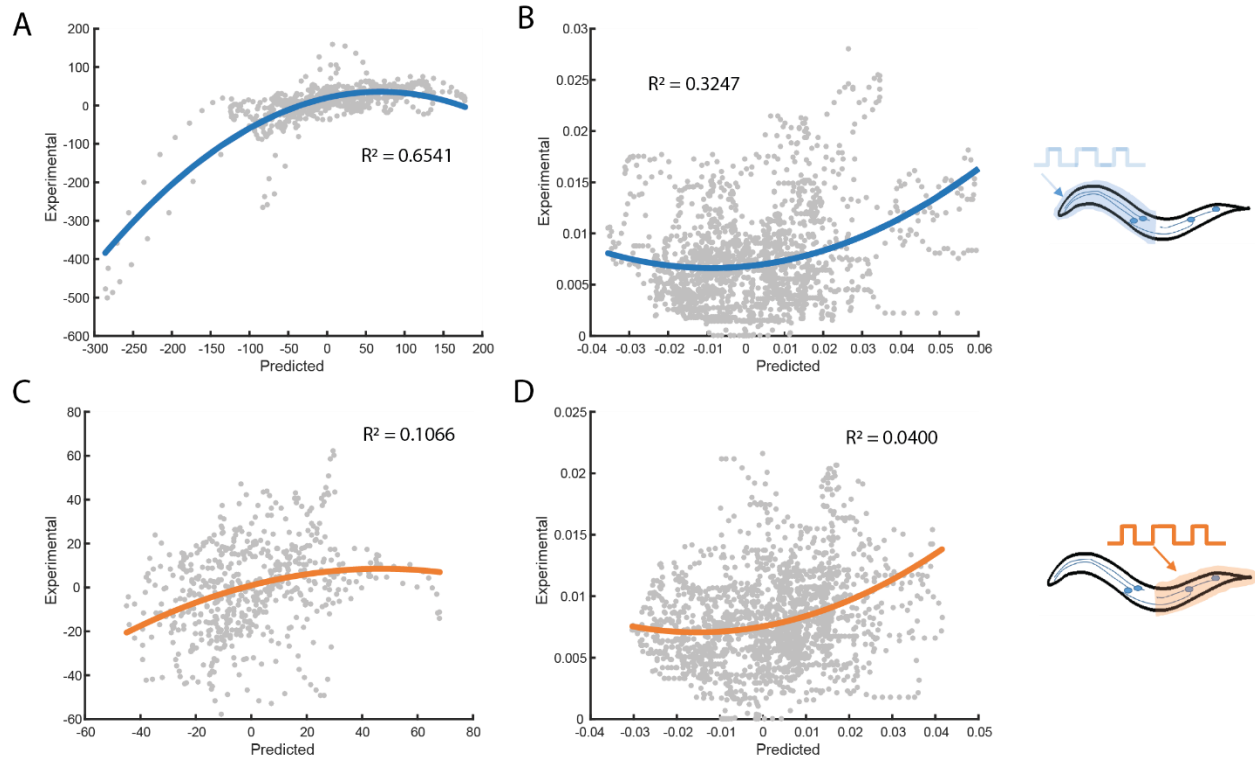 A
200
100
0
-100
-200
-300
-400
-500
-600
Experimental
R² = 0.6541
-300 -250 -200 -150 -100 -50 0 50 100 150 200
Predicted
B
0.03
0.025
0.02
0.015
0.01
0.005
0
Experimental
R² = 0.3247
-0.04 -0.03 -0.02 -0.01 0 0.01 0.02 0.03 0.04 0.05 0.06
Predicted
C
80
60
40
20
0
-20
-40
-60
Experimental
R² = 0.1066
-60 -40 -20 0 20 40 60 80
Predicted
D
0.025
0.02
0.015
0.01
0.005
0
Experimental
R² = 0.0400
-0.04 -0.03 -0.02 -0.01 0 0.01 0.02 0.03 0.04 0.05
Predicted